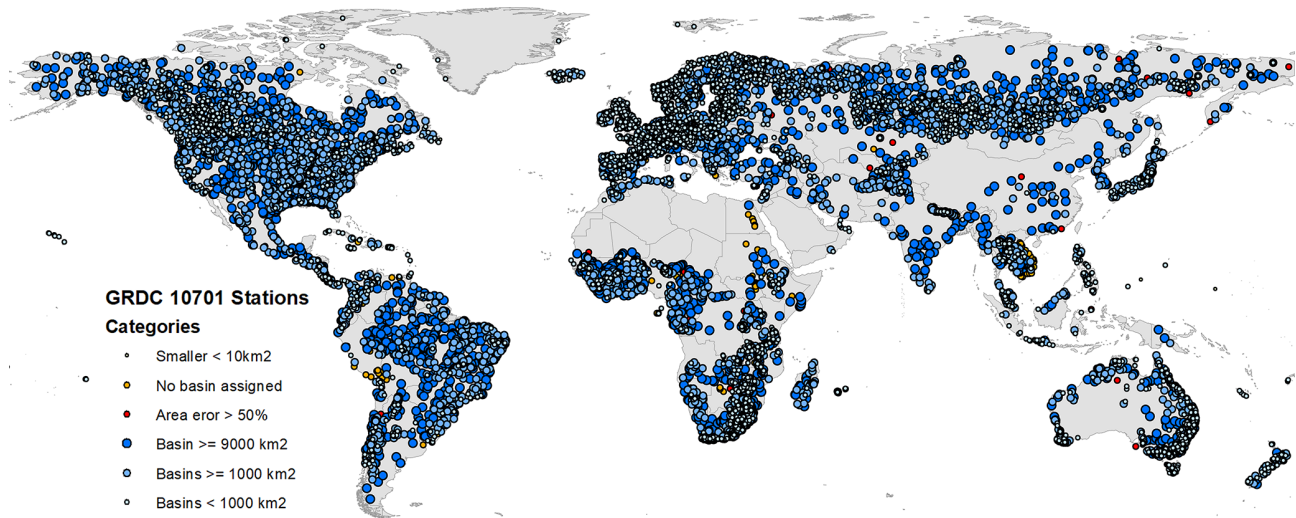 GRDC 10701 Stations
Categories
Smaller < 10km2
No basin assigned
Area eror > 50%
Basin >= 9000 km2
Basins >= 1000 km2
Basins < 1000 km2